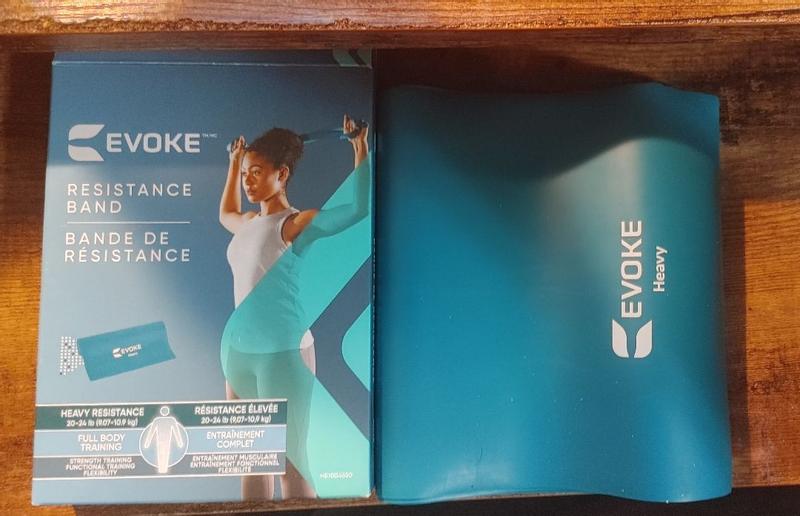 EVOKE TM/MC
RESISTANCE
BAND
BANDE DE
RÉSISTANCE
EVOKE
Heavy
HEAVY RESISTANCE
20-24 lb (9.07-10.9 kg)
FULL BODY
TRAINING
STRENGTH TRAINING
FUNCTIONAL TRAINING
FLEXIBILITY
RÉSISTANCE ÉLEVÉE
20-24 lb (9,07-10,9 kg)
ENTRAÎNEMENT
COMPLET
ENTRAÎNEMENT MUSCULAIRE
ENTRAÎNEMENT FONCTIONNEL
FLEXIBILITÉ
EVOKE
Heavy